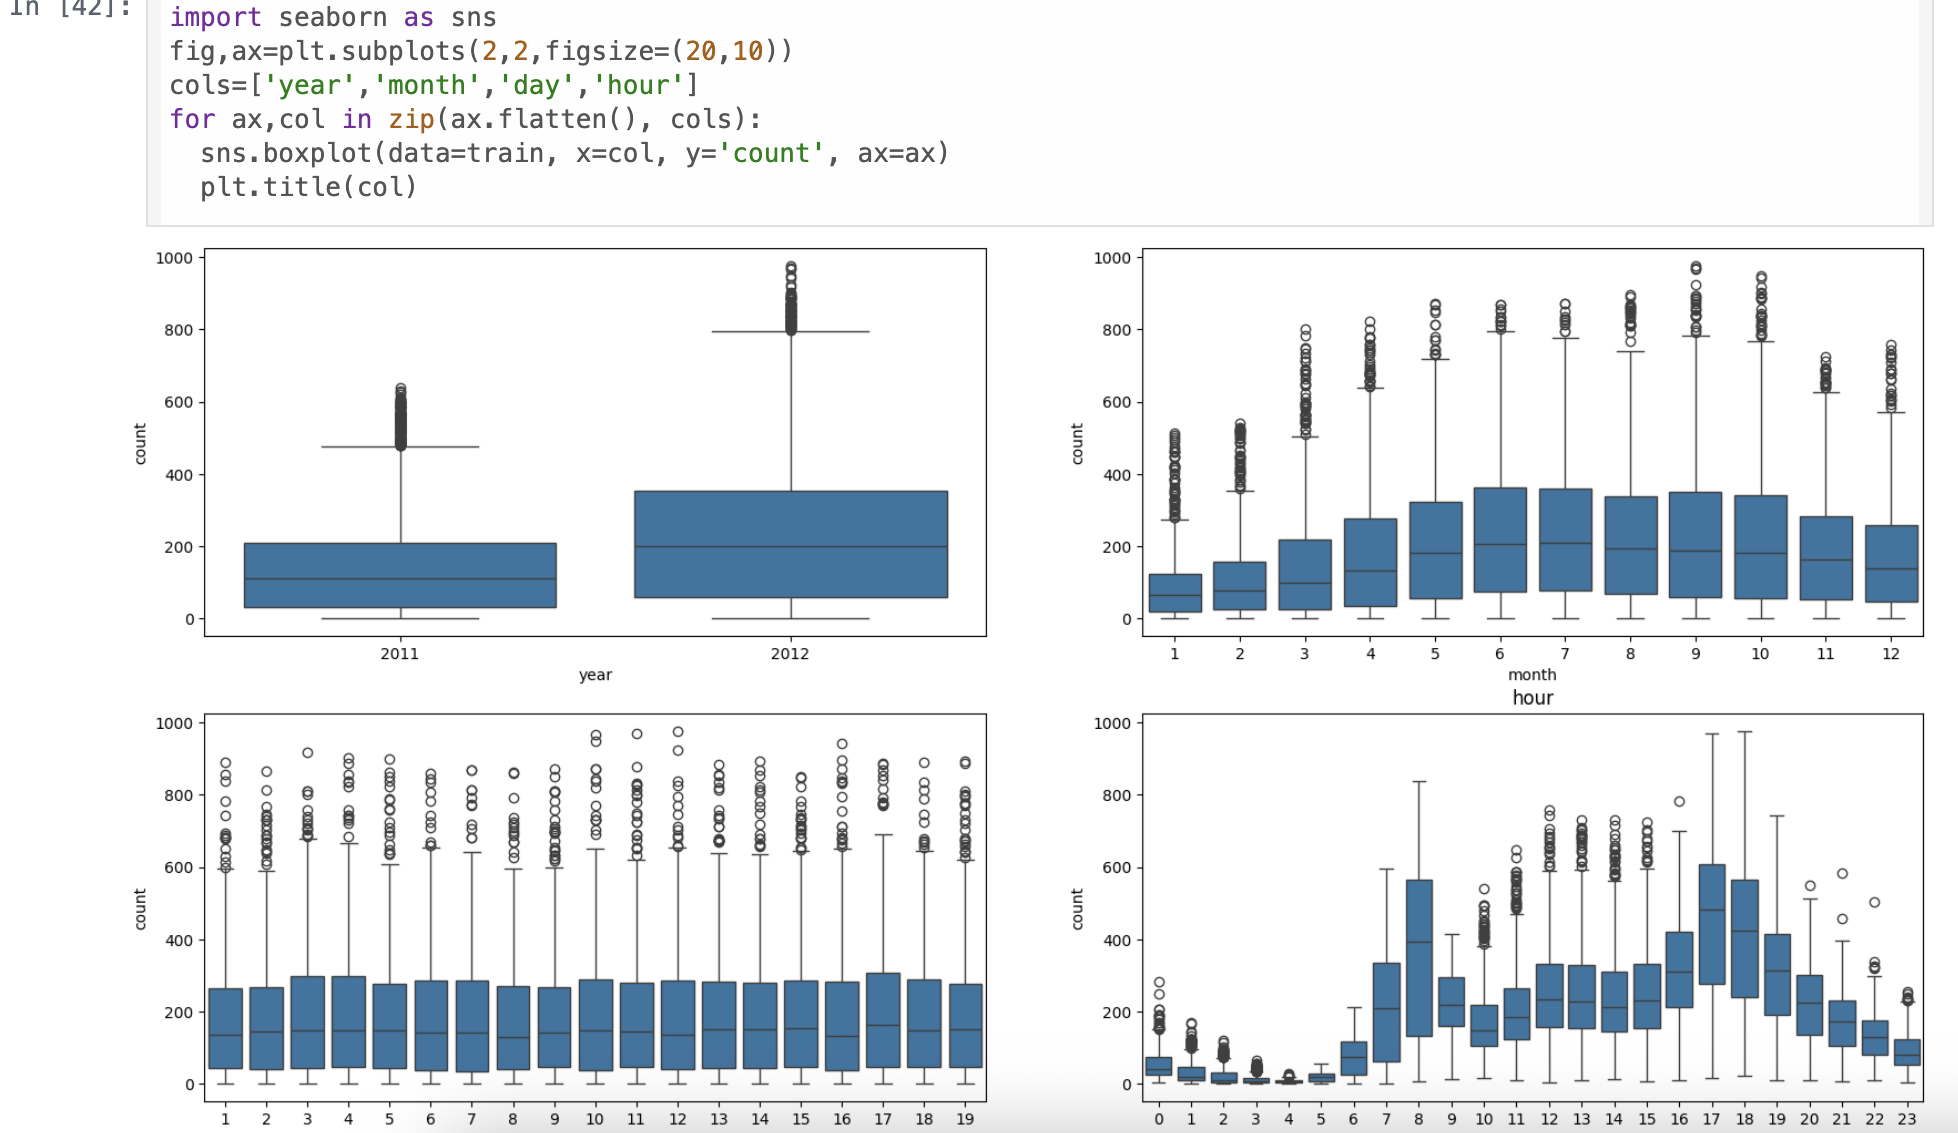 In [42]:
import seaborn as sns
fig,ax=plt.subplots(2,2,figsize=(20,10))
cols=['year','month','day','hour']
for ax,col in zip(ax.flatten(), cols):
  sns.boxplot(data=train, x=col, y='count', ax=ax)
  plt.title(col)
1000
800
600
400
200
0
count
2011 2012
year
1000
800
600
400
200
0
count
1 2 3 4 5 6 7 8 9 10 11 12
month
1000
800
600
400
200
0
count
1 2 3 4 5 6 7 8 9 10 11 12 13 14 15 16 17 18 19
hour
1000
800
600
400
200
0
count
0 1 2 3 4 5 6 7 8 9 10 11 12 13 14 15 16 17 18 19 20 21 22 23